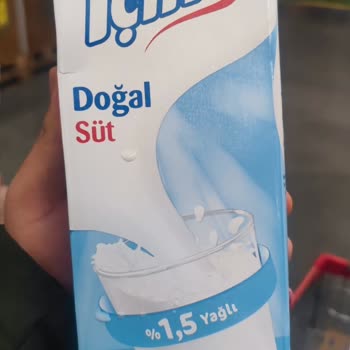 Doğal
Süt
%1,5 Yağlı